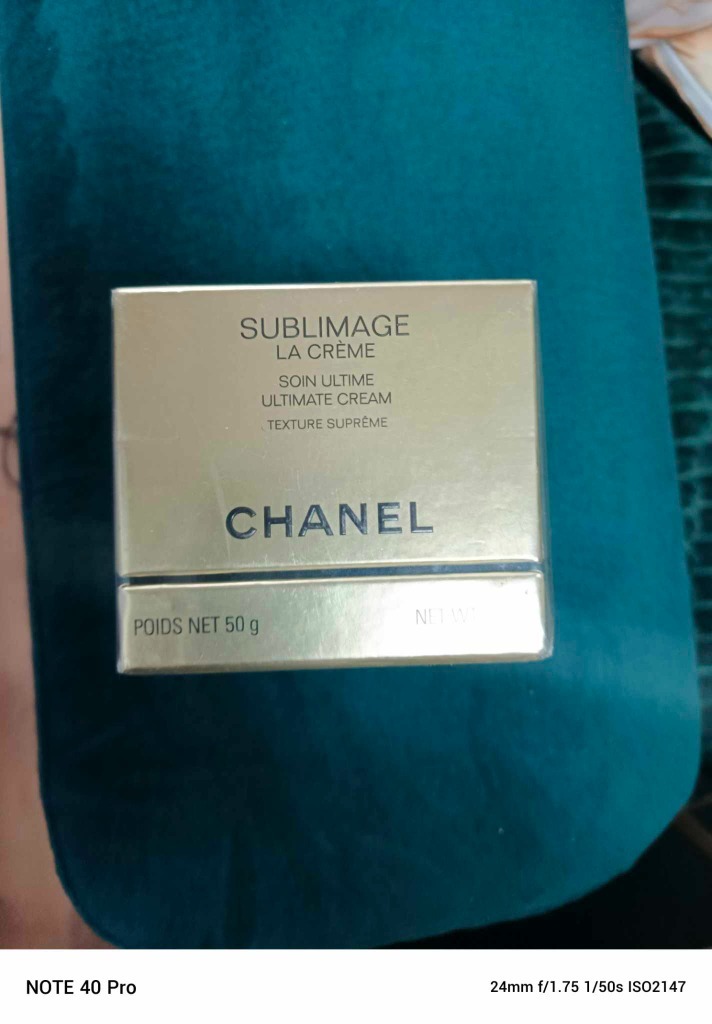 SUBLIMAGE
LA CRÈME
SOIN ULTIME
ULTIMATE CREAM
TEXTURE SUPRÊME
CHANEL
POIDS NET 50 g NET
NOTE 40 Pro
24mm f/1.75 1/50s ISO2147